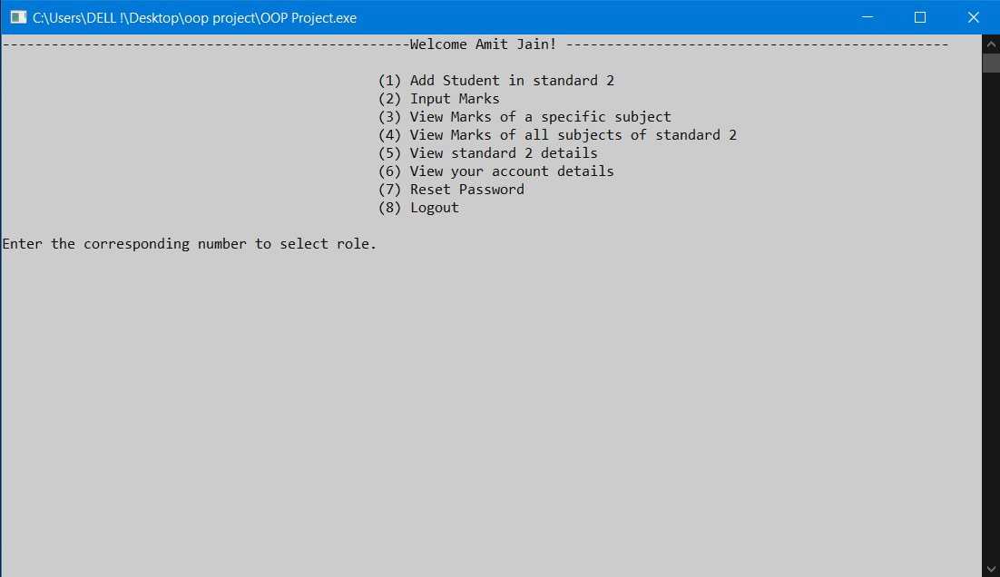 C:\Users\DELL !\Desktop\oop project\OOP Project.exe
--------------------------------------------------Welcome Amit Jain! -----------------------------------------------
(1) Add Student in standard 2
(2) Input Marks
(3) View Marks of a specific subject
(4) View Marks of all subjects of standard 2
(5) View standard 2 details
(6) View your account details
(7) Reset Password
(8) Logout
Enter the corresponding number to select role.